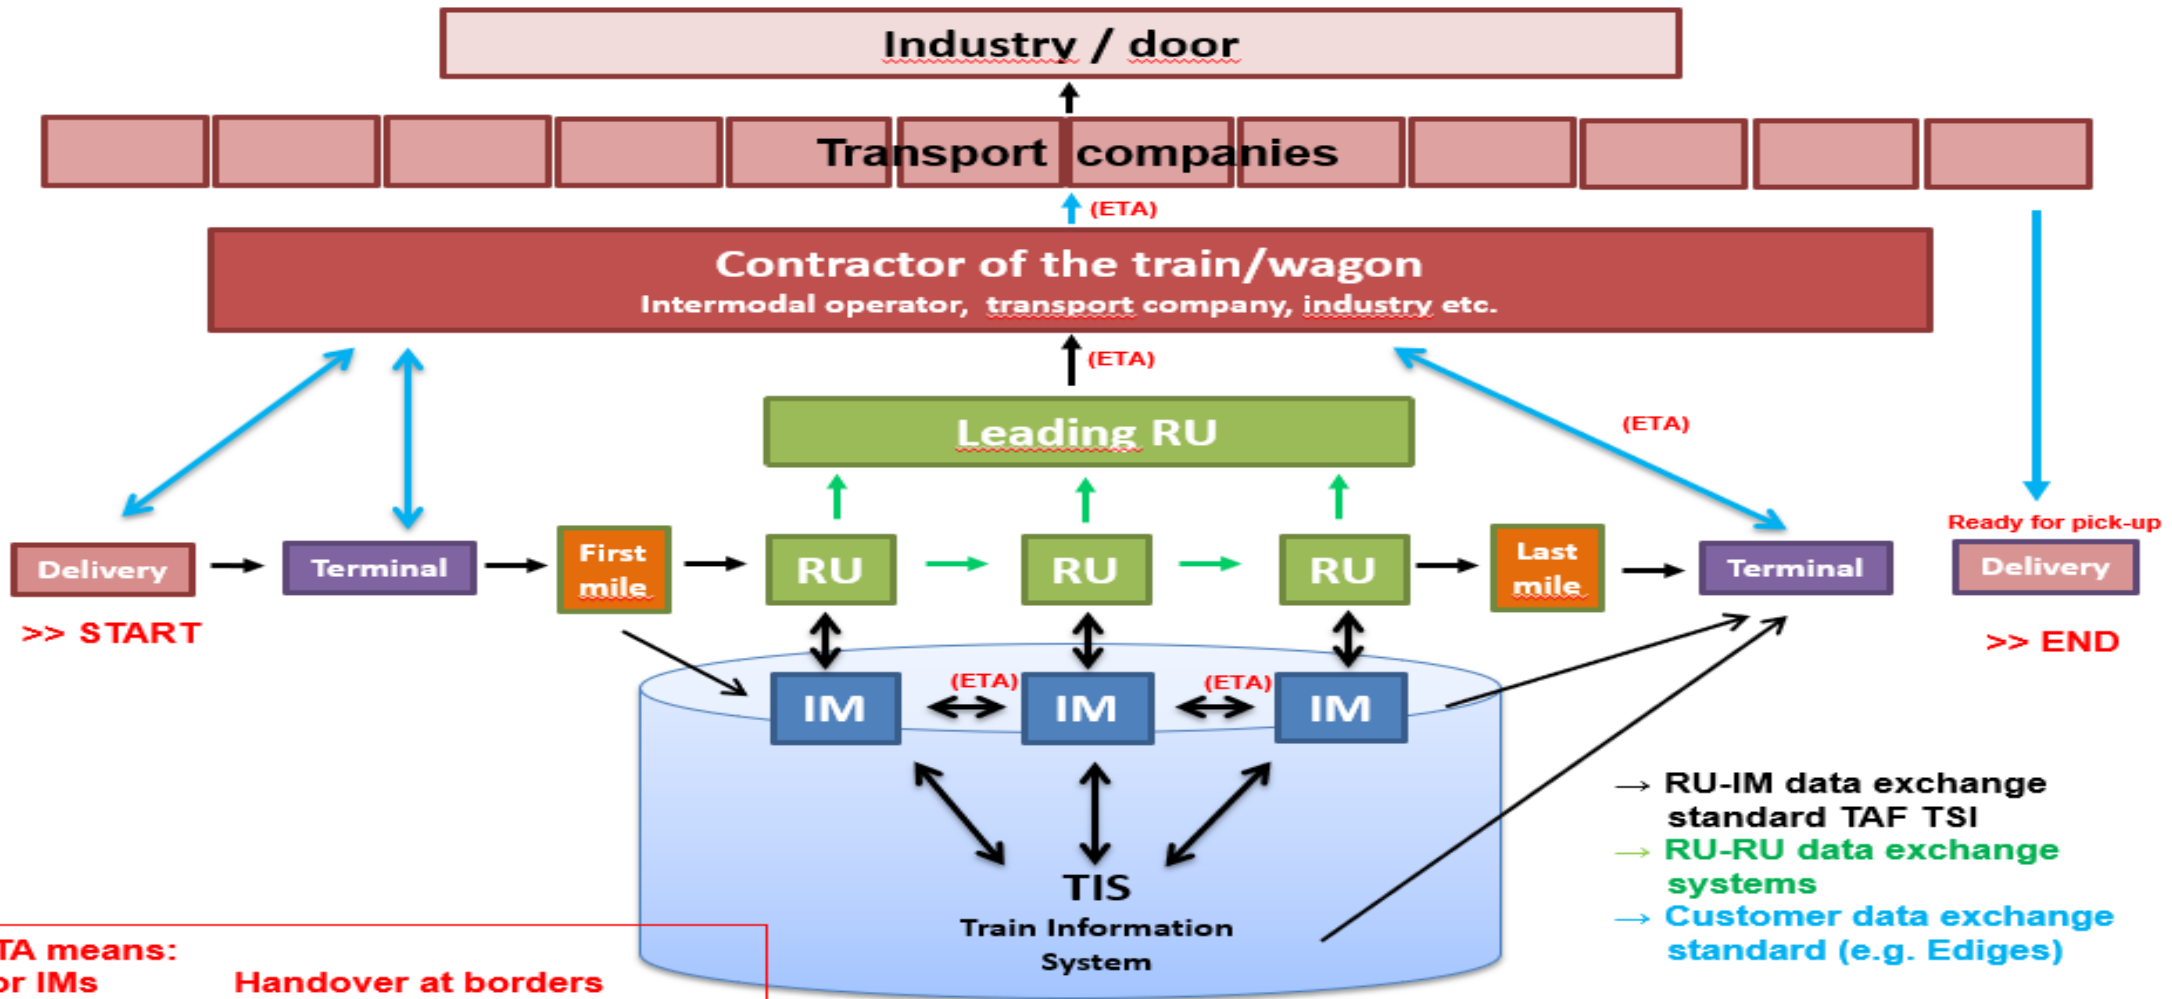 Industry / door
Transport companies
(ETA)
Contractor of the train/wagon
Intermodal operator, transport company, industry etc.
(ETA)
(ETA)
Leading RU
Ready for pick-up
Delivery
Terminal
First
mile
RU
RU
RU
Last
mile
Terminal
Delivery
>> START
>> END
IM
(ETA)
IM
(ETA)
IM
TIS
Train Information
System
→ RU-IM data exchange
standard TAF TSI
→ RU-RU data exchange
systems
→ Customer data exchange
standard (e.g. Ediges)
TA means:
or IMs Handover at borders